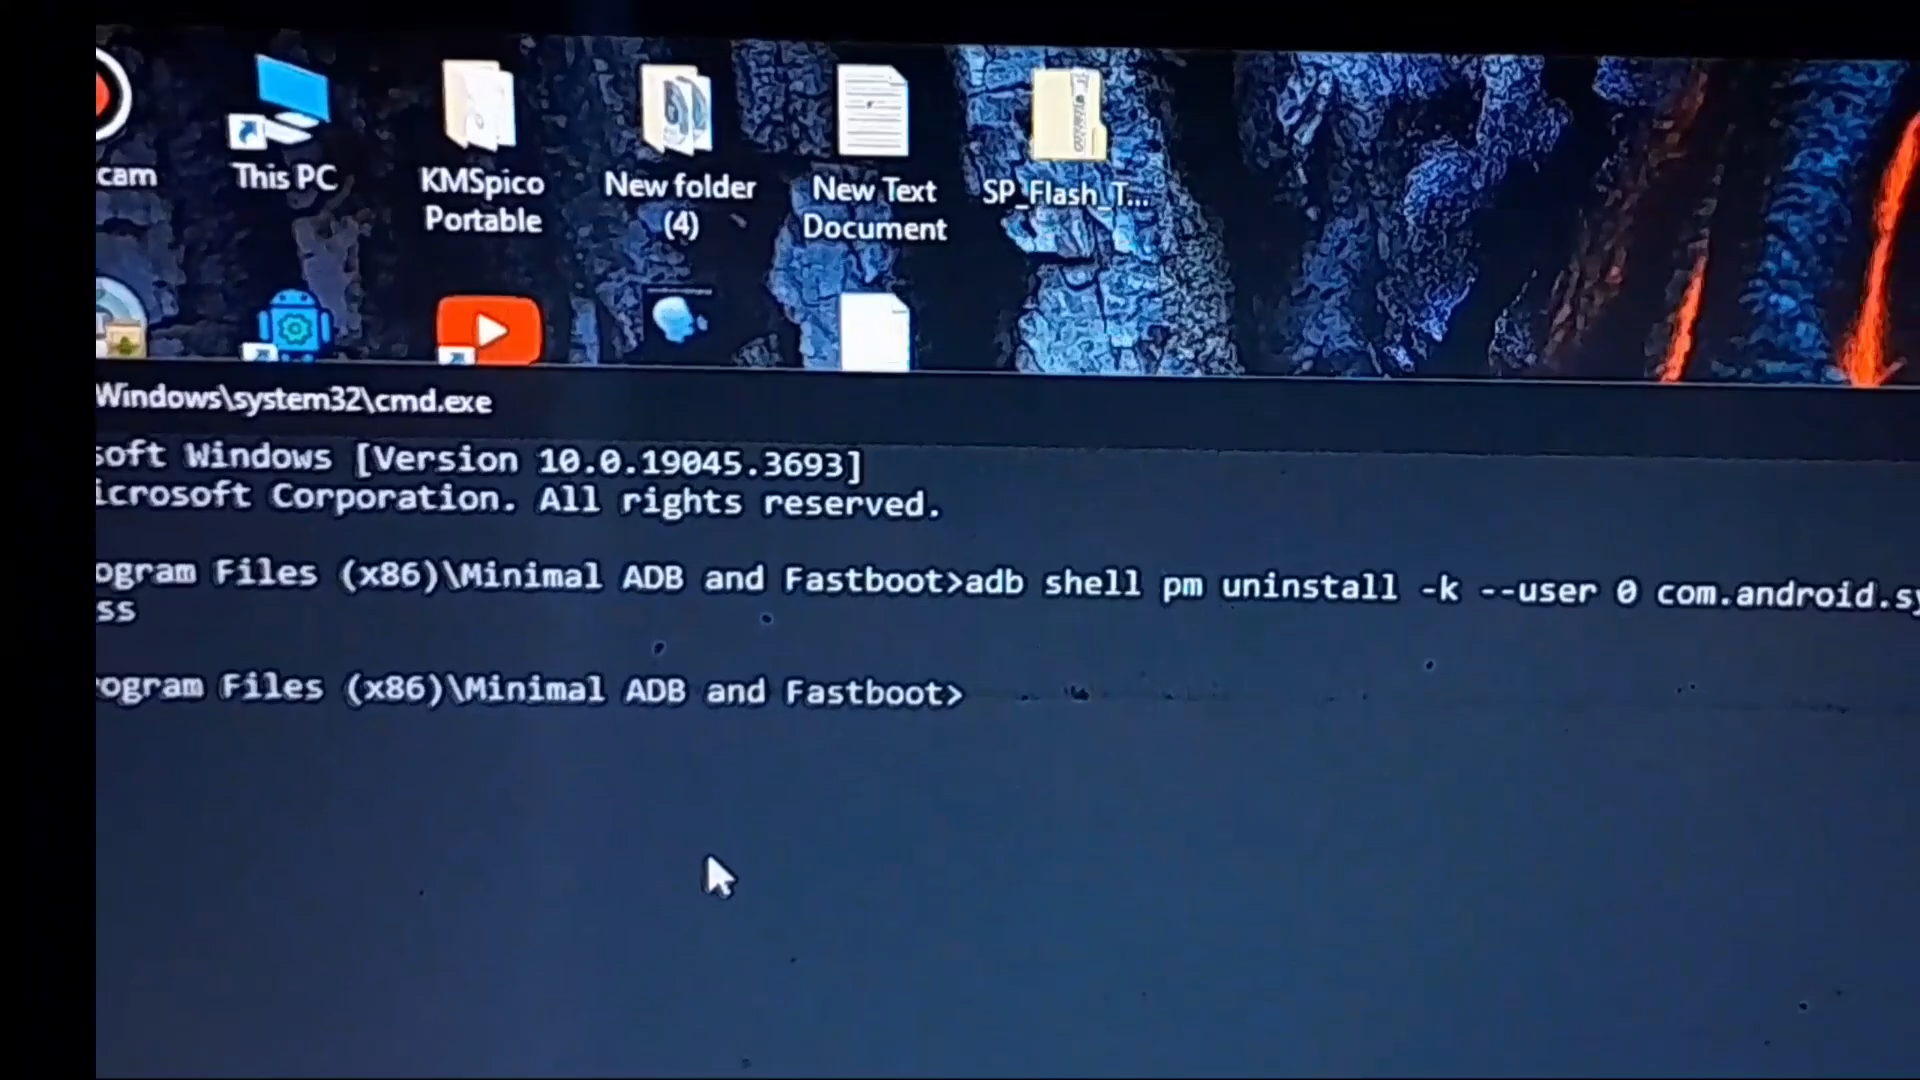 cam
This PC
KMSpico
Portable
New folder
(4)
New Text
Document
SP_Flash_T...
Windows\system32\cmd.exe
soft Windows [Version 10.0.19045.3693]
icrosoft Corporation. All rights reserved.
ogram Files (x86)\Minimal ADB and Fastboot>adb shell pm uninstall -k --user 0 com.android.sy
ss
ogram Files (x86)\Minimal ADB and Fastboot>